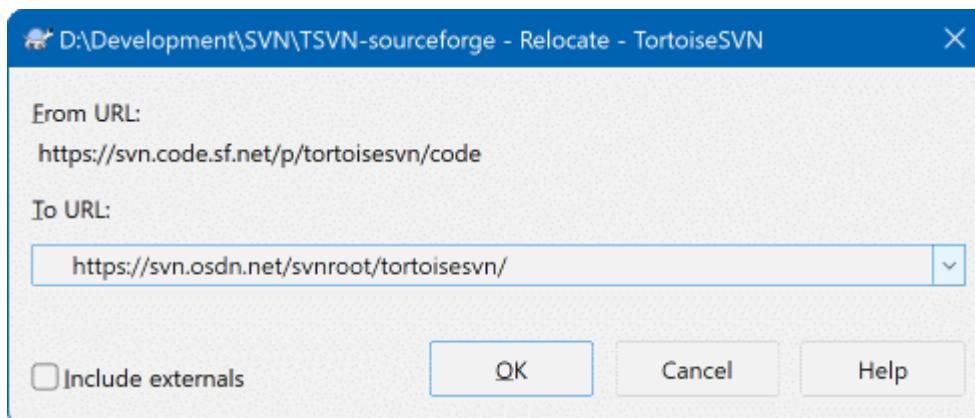 D:\Development\SVN\TSVN-sourceforge - Relocate - TortoiseSVN
From URL:
https://svn.code.sf.net/p/tortoisesvn/code
To URL:
https://svn.osdn.net/svnroot/tortoisesvn/
Include externals OK Cancel Help